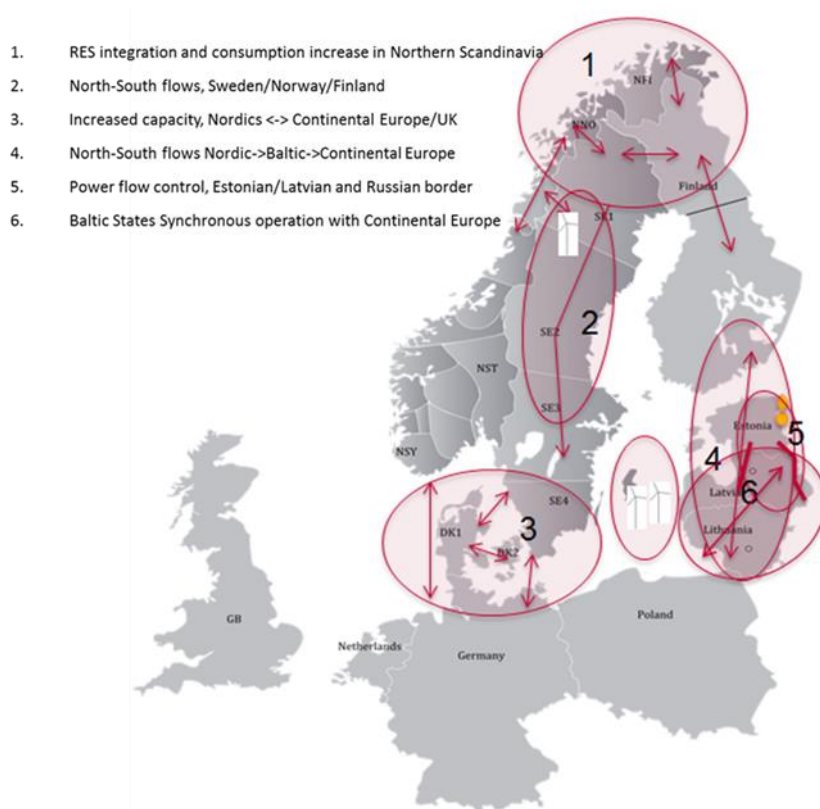 1. RES integration and consumption increase in Northern Scandinavia
2. North-South flows, Sweden/Norway/Finland
3. Increased capacity, Nordics <-> Continental Europe/UK
4. North-South flows Nordic->Baltic->Continental Europe
5. Power flow control, Estonian/Latvian and Russian border
6. Baltic States Synchronous operation with Continental Europe
1
NFI
NNO
Finland
SE1
SE2
2
NST
SE3
NSY
Estonia
5
4
6
Latvia
SE4
3
DK1
DK2
Lithuania
GB
Netherlands
Germany
Poland